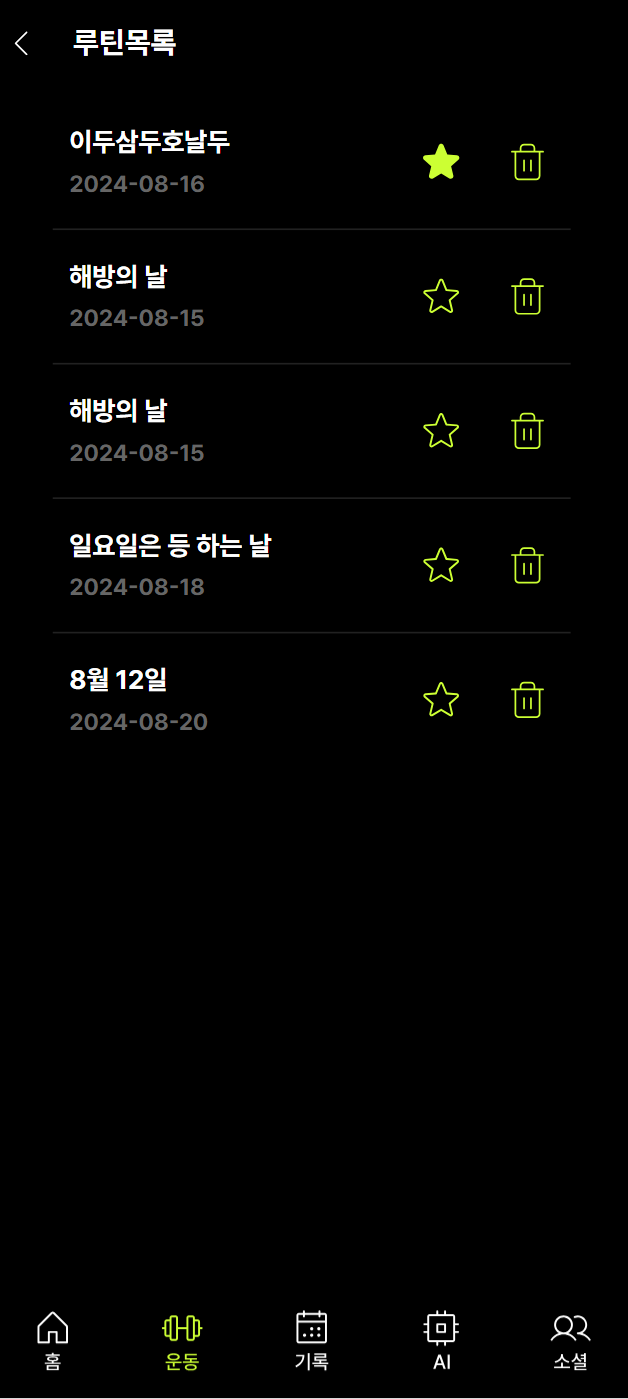 루틴목록
이두삼두호날두
2024-08-16
해방의 날
2024-08-15
해방의 날
2024-08-15
일요일은 등 하는 날
2024-08-18
8월 12일
2024-08-20
홈
운동
기록
AI
소셜